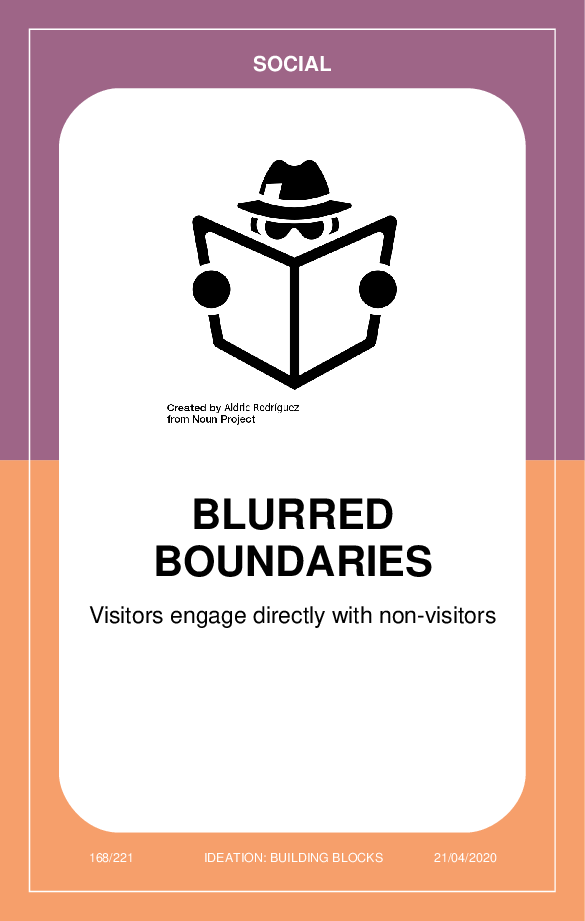 SOCIAL
Created by Aldric Rodríguez
from Noun Project
BLURRED
BOUNDARIES
Visitors engage directly with non-visitors
168/221 IDEATION: BUILDING BLOCKS 21/04/2020